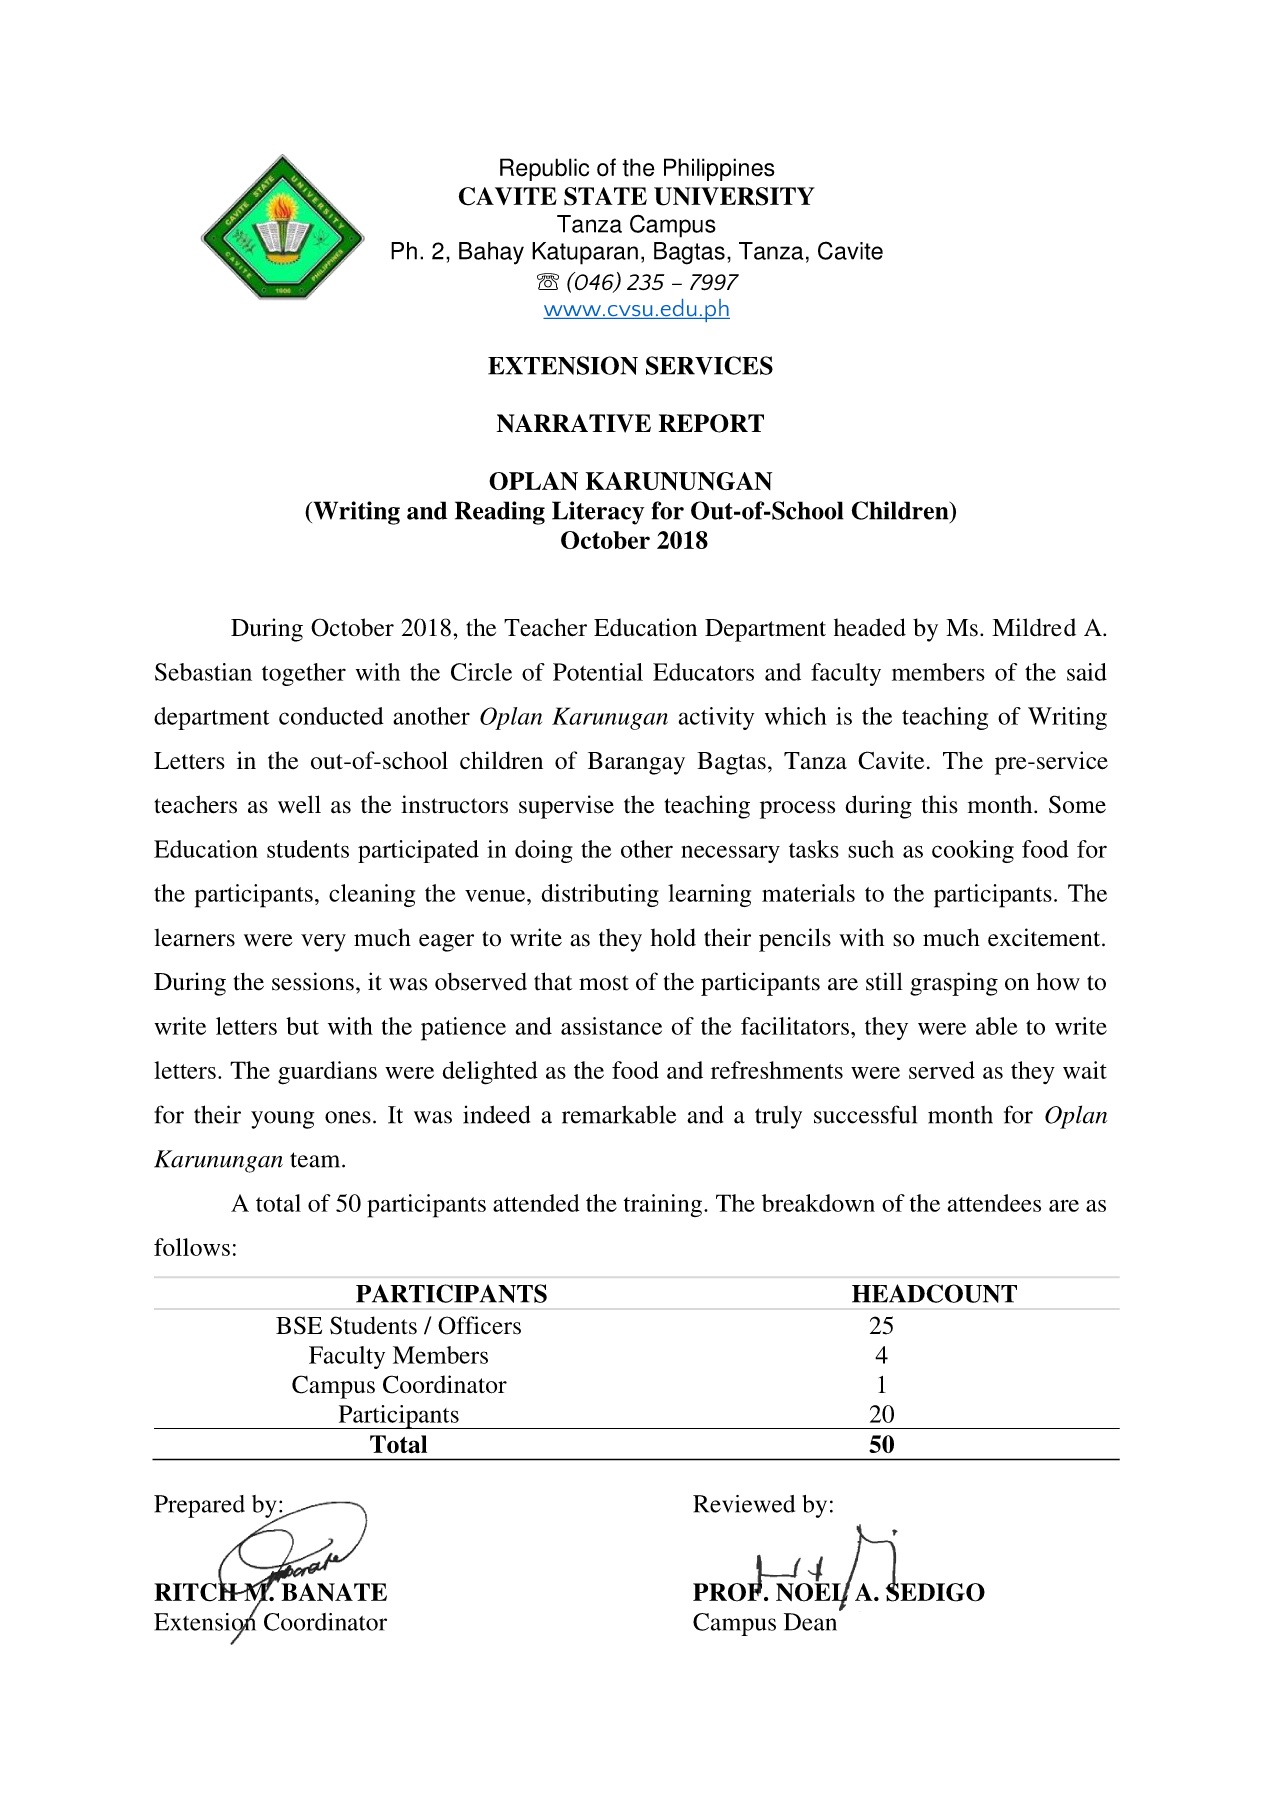 Republic of the Philippines
CAVITE STATE UNIVERSITY
Tanza Campus
Ph. 2, Bahay Katuparan, Bagtas, Tanza, Cavite
☏ (046) 235 – 7997
www.cvsu.edu.ph
CAVITE STATE UNIVERSITY
CAVITE PHILIPPINES
1906
EXTENSION SERVICES
NARRATIVE REPORT
OPLAN KARUNUNGAN
(Writing and Reading Literacy for Out-of-School Children)
October 2018
During October 2018, the Teacher Education Department headed by Ms. Mildred A.
Sebastian together with the Circle of Potential Educators and faculty members of the said
department conducted another Oplan Karunugan activity which is the teaching of Writing
Letters in the out-of-school children of Barangay Bagtas, Tanza Cavite. The pre-service
teachers as well as the instructors supervise the teaching process during this month. Some
Education students participated in doing the other necessary tasks such as cooking food for
the participants, cleaning the venue, distributing learning materials to the participants. The
learners were very much eager to write as they hold their pencils with so much excitement.
During the sessions, it was observed that most of the participants are still grasping on how to
write letters but with the patience and assistance of the facilitators, they were able to write
letters. The guardians were delighted as the food and refreshments were served as they wait
for their young ones. It was indeed a remarkable and a truly successful month for Oplan
Karunungan team.
A total of 50 participants attended the training. The breakdown of the attendees are as
follows:
PARTICIPANTS HEADCOUNT
BSE Students / Officers 25
Faculty Members 4
Campus Coordinator 1
Participants 20
Total 50
Prepared by: Reviewed by:
RITCH M. BANATE PROF. NOEL A. SEDIGO
Extension Coordinator Campus Dean